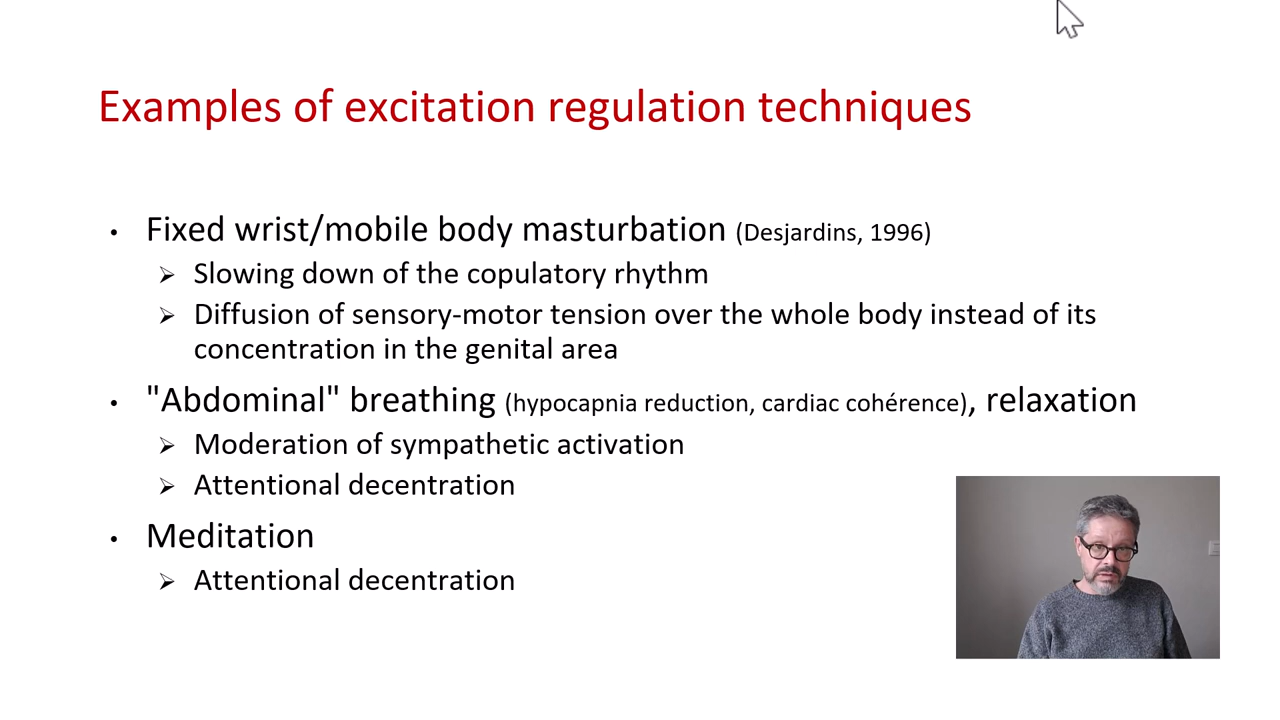 Examples of excitation regulation techniques
• Fixed wrist/mobile body masturbation (Desjardins, 1996)
➢ Slowing down of the copulatory rhythm
➢ Diffusion of sensory-motor tension over the whole body instead of its
concentration in the genital area
• "Abdominal" breathing (hypocapnia reduction, cardiac cohérence), relaxation
➢ Moderation of sympathetic activation
➢ Attentional decentration
• Meditation
➢ Attentional decentration